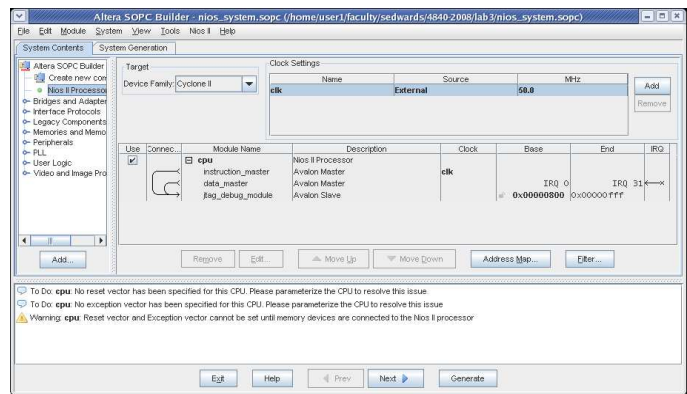 Altera SOPC Builder - nios_system.sopc (/home/user1/faculty/sedwards/4840-2008/lab3/nios_system.sopc)
File Edit Module System View Tools Nios II Help
System Contents System Generation
Altera SOPC Builder
Create new com
Nios II Processor
Bridges and Adapter
Interface Protocols
Legacy Components
Memories and Memo
Peripherals
PLL
User Logic
Video and Image Pro
Add...
Target
Device Family: Cyclone II
Clock Settings
Name Source MHz
clk External 50.0
Add
Remove
Use Connec... Module Name Description Clock Base End IRQ
cpu Nios II Processor
instruction_master Avalon Master clk
data_master Avalon Master IRQ 0 IRQ 31
jtag_debug_module Avalon Slave 0x00000800 0x00000fff
Remove Edit... Move Up Move Down Address Map... Filter...
To Do: cpu: No reset vector has been specified for this CPU. Please parameterize the CPU to resolve this issue
To Do: cpu: No exception vector has been specified for this CPU. Please parameterize the CPU to resolve this issue
Warning: cpu: Reset vector and Exception vector cannot be set until memory devices are connected to the Nios II processor
Exit Help Prev Next Generate